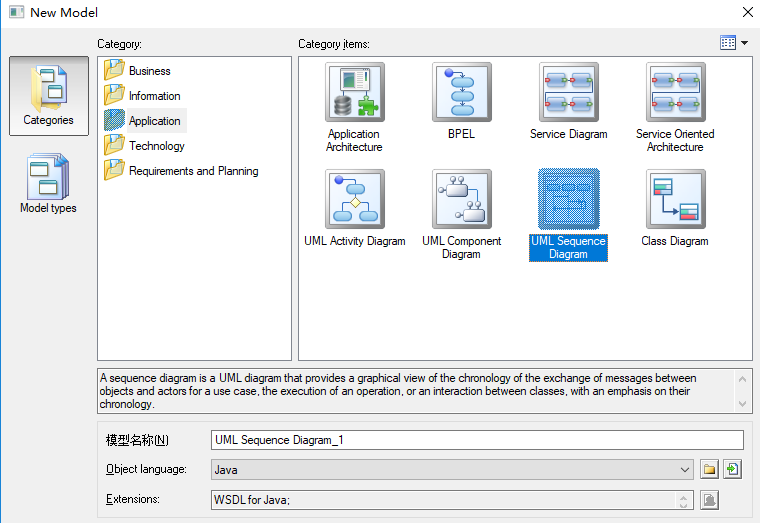 New Model
Category:
Category items:
Categories
Model types
Business
Information
Application
Technology
Requirements and Planning
Application
Architecture
BPEL
Service Diagram
Service Oriented
Architecture
UML Activity Diagram
UML Component
Diagram
UML Sequence
Diagram
Class Diagram
A sequence diagram is a UML diagram that provides a graphical view of the chronology of the exchange of messages between
objects and actors for a use case, the execution of an operation, or an interaction between classes, with an emphasis on their
chronology.
模型名称(N) UML Sequence Diagram_1
Object language: Java
Extensions: WSDL for Java;